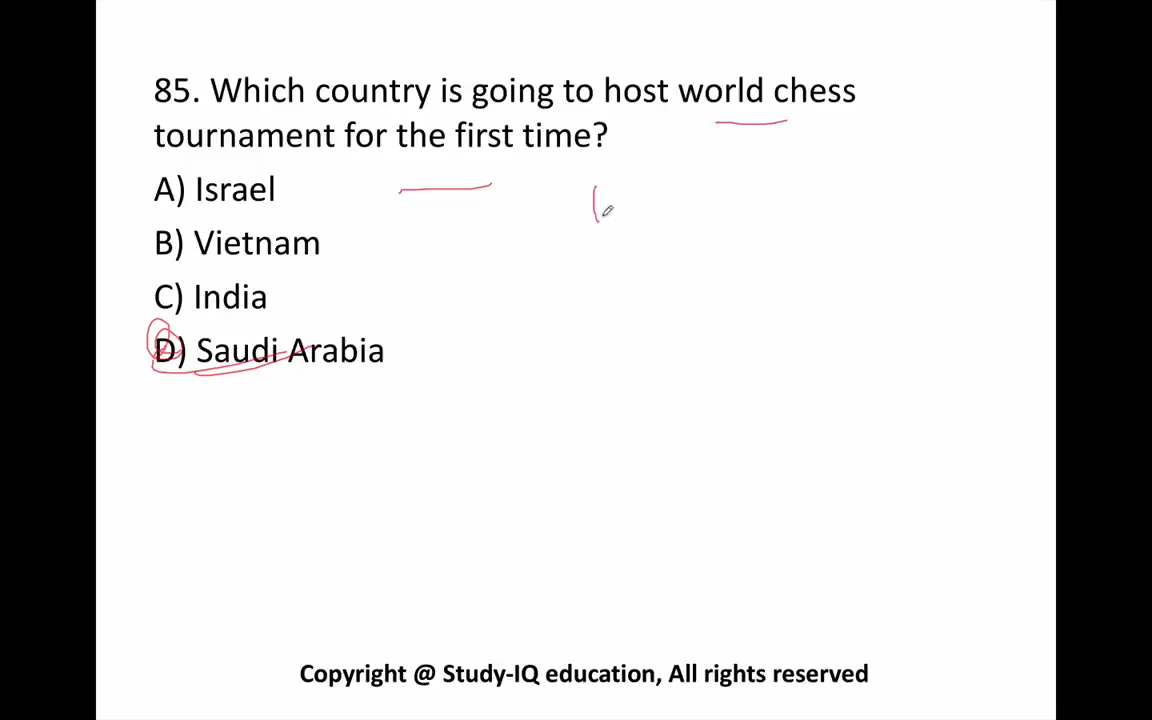 85. Which country is going to host world chess
tournament for the first time?
A) Israel
B) Vietnam
C) India
D) Saudi Arabia
Copyright @ Study-IQ education, All rights reserved